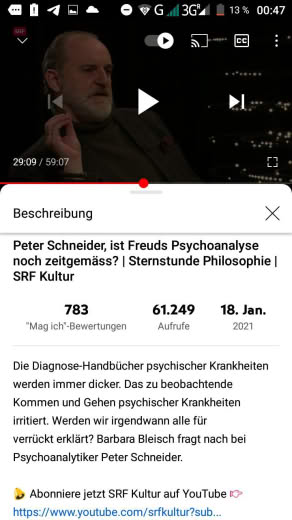 G 3G 13 % 00:47
SRF
CC
29:09 / 59:07
Beschreibung
Peter Schneider, ist Freuds Psychoanalyse
noch zeitgemäss? | Sternstunde Philosophie |
SRF Kultur
783 61.249 18. Jan.
"Mag ich"-Bewertungen Aufrufe 2021
Die Diagnose-Handbücher psychischer Krankheiten
werden immer dicker. Das zu beobachtende
Kommen und Gehen psychischer Krankheiten
irritiert. Werden wir irgendwann alle für
verrückt erklärt? Barbara Bleisch fragt nach bei
Psychoanalytiker Peter Schneider.
Abonniere jetzt SRF Kultur auf YouTube
https://www.youtube.com/srfkultur?sub...